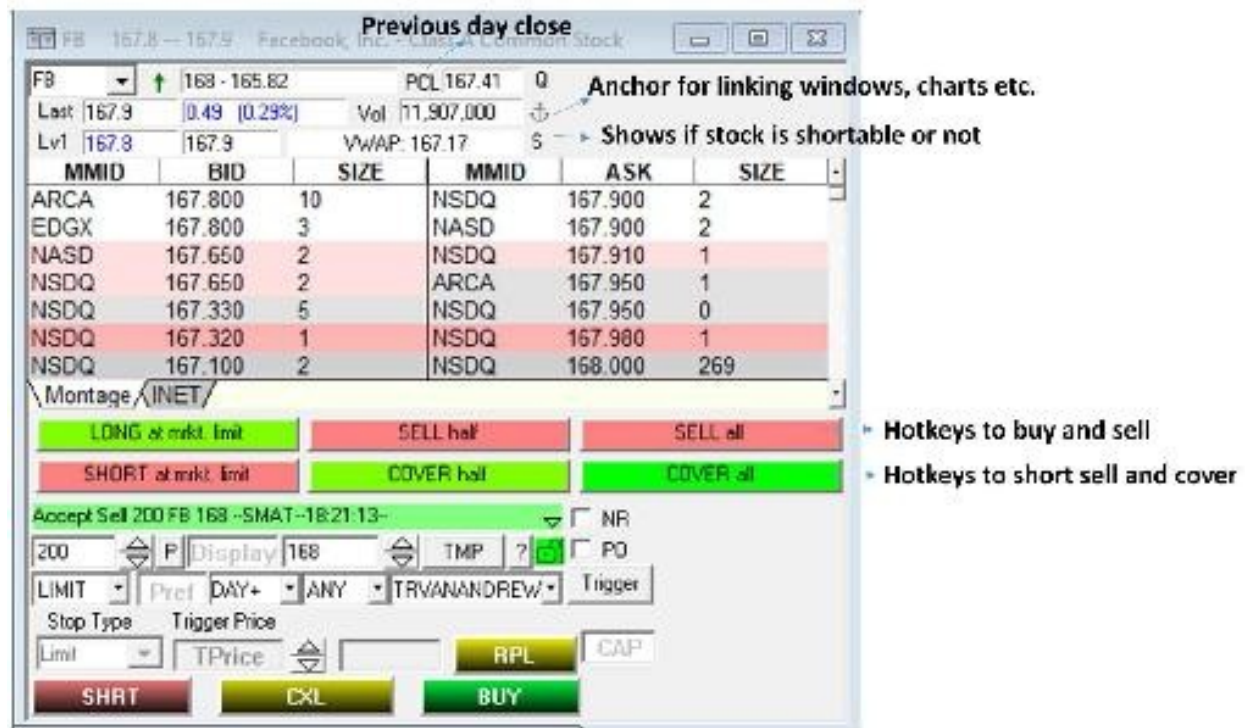 Previous day close
FB 167.8 -- 167.9 Facebook, Inc. - Class A Common Stock
FB 168 - 165.82 PCL 167.41 Q
Anchor for linking windows, charts etc.
Last 167.9 0.49 (0.29%) Vol 11,907,000
Lv1 167.8 167.9 VWAP: 167.17 S
Shows if stock is shortable or not
MMID BID SIZE MMID ASK SIZE
ARCA 167.800 10 NSDQ 167.900 2
EDGX 167.800 3 NASD 167.900 2
NASD 167.650 2 NSDQ 167.910 1
NSDQ 167.650 2 ARCA 167.950 1
NSDQ 167.330 5 NSDQ 167.950 0
NSDQ 167.320 1 NSDQ 167.980 1
NSDQ 167.100 2 NSDQ 168.000 269
Montage INET
LONG at mrkt. limit SELL half SELL all
Hotkeys to buy and sell
SHORT at mrkt. limit COVER half COVER all
Hotkeys to short sell and cover
Accept Sell 200 FB 168 --SMAT--18:21:13-- NR
200 P Display 168 TMP ? PO
LIMIT Pref DAY+ ANY TRVANANDREW Trigger
Stop Type Trigger Price
Limit TPrice RPL CAP
SHRT CXL BUY